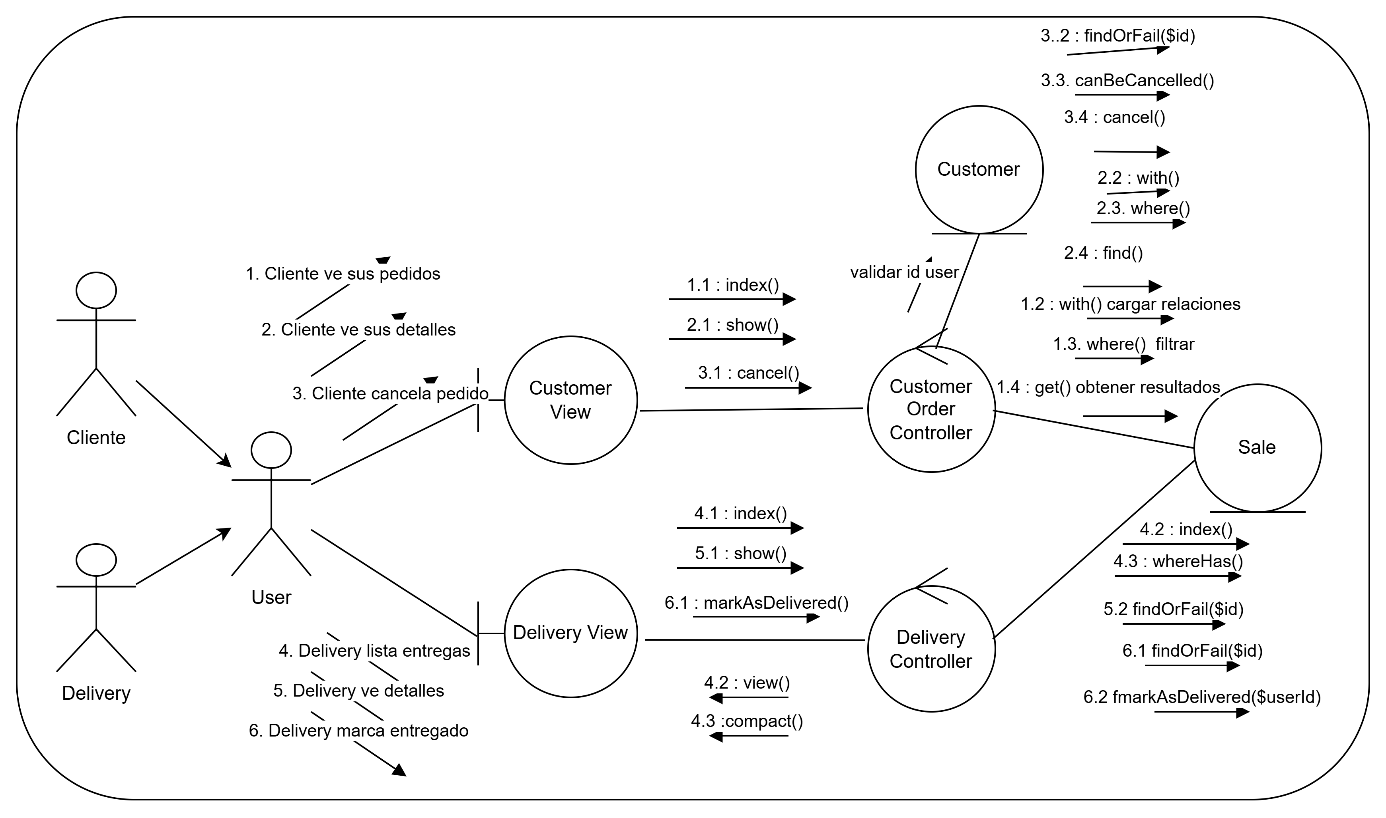 3..2 : findOrFail($id)
3.3. canBeCancelled()
3.4 : cancel()
Customer
2.2 : with()
2.3. where()
2.4 : find()
validar id user
1. Cliente ve sus pedidos
1.1 : index()
1.2 : with() cargar relaciones
2. Cliente ve sus detalles
2.1 : show()
1.3. where() filtrar
3. Cliente cancela pedido
3.1 : cancel()
1.4 : get() obtener resultados
Customer
View
Customer
Order
Controller
Cliente
Sale
4.1 : index()
4.2 : index()
5.1 : show()
4.3 : whereHas()
User
6.1 : markAsDelivered()
5.2 findOrFail($id)
Delivery View
Delivery
Controller
4. Delivery lista entregas
6.1 findOrFail($id)
Delivery
5. Delivery ve detalles
4.2 : view()
6.2 fmarkAsDelivered($userId)
6. Delivery marca entregado
4.3 :compact()